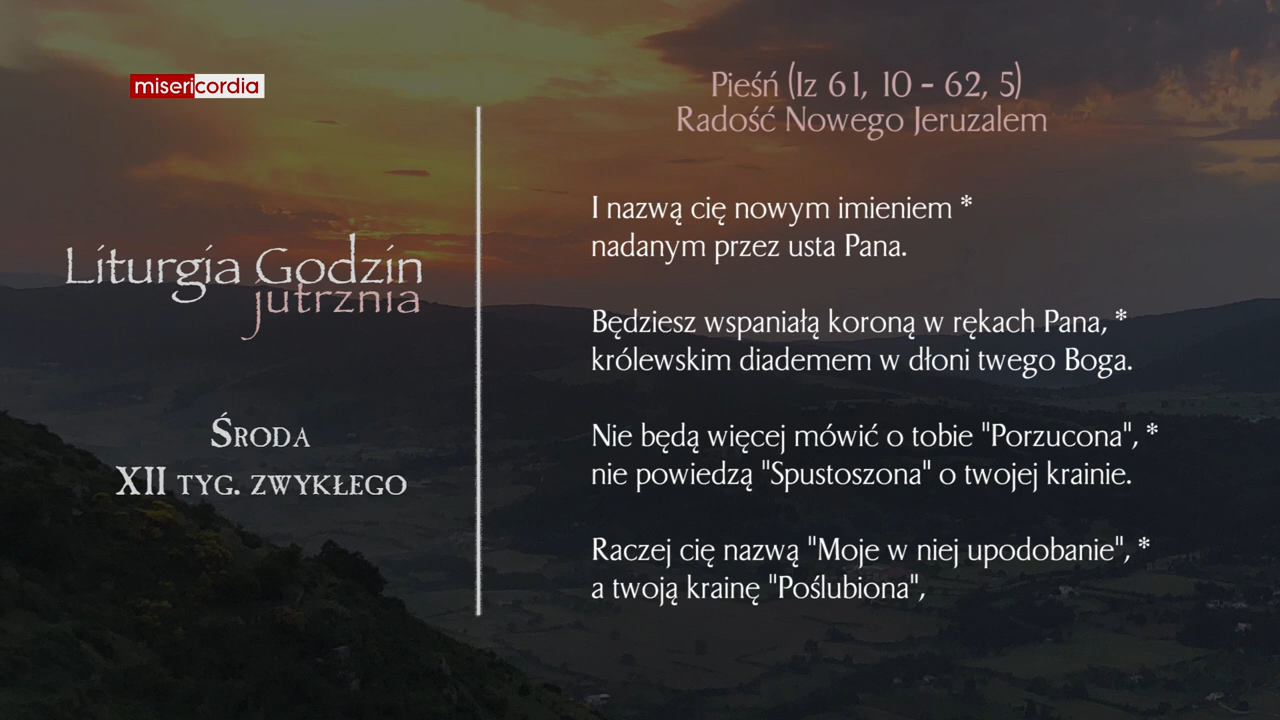 misericordia
Liturgia Godzin
jutrznia
Środa
XII tyg. zwykłego
Pieśń (Iz 61, 10 - 62, 5)
Radość Nowego Jeruzalem
I nazwą cię nowym imieniem *
nadanym przez usta Pana.
Będziesz wspaniałą koroną w rękach Pana, *
królewskim diademem w dłoni twego Boga.
Nie będą więcej mówić o tobie "Porzucona", *
nie powiedzą "Spustoszona" o twojej krainie.
Raczej cię nazwą "Moje w niej upodobanie", *
a twoją krainę "Poślubiona",